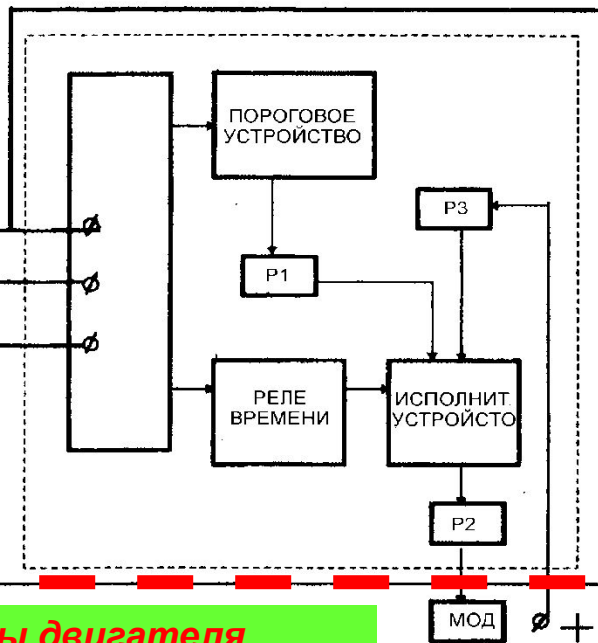 ПОРОГОВОЕ
УСТРОЙСТВО
Р3
Р1
РЕЛЕ
ВРЕМЕНИ
ИСПОЛНИТ.
УСТРОЙСТО
Р2
МОД
+
двигателя